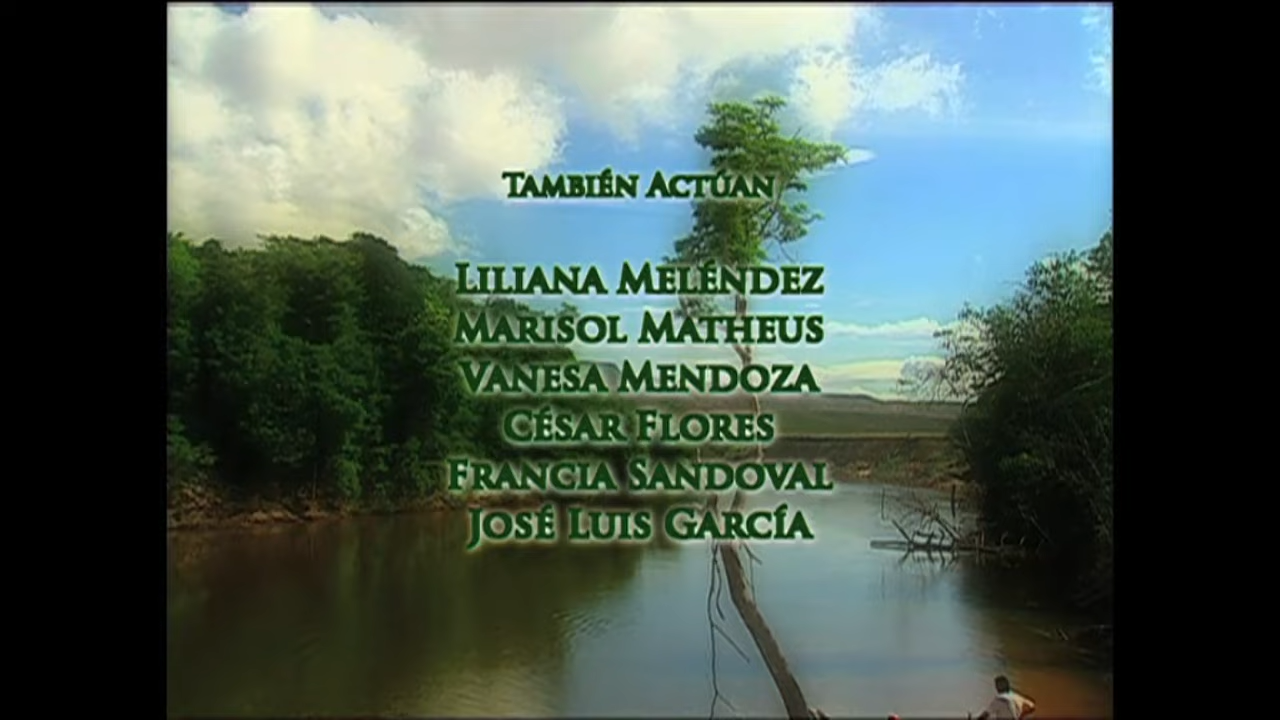 También Actúan
Liliana Meléndez
Marisol Matheus
Vanesa Mendoza
César Flores
Francia Sandoval
José Luis García